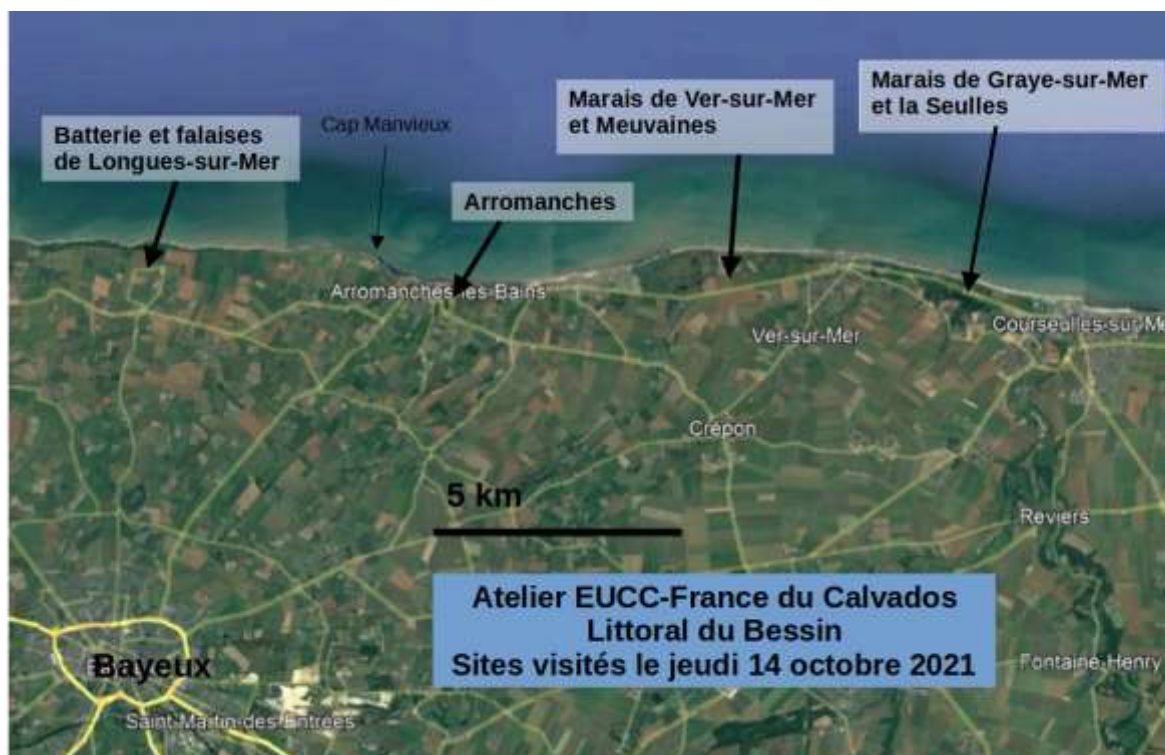 Marais de Graye-sur-Mer
et la Seulles
Marais de Ver-sur-Mer
et Meuvaines
Cap Manvieux
Batterie et falaises
de Longues-sur-Mer
Arromanches
Arromanches-les-Bains
Ver-sur-Mer
Courseulles-sur-Me
Crépon
5 km
Reviers
Atelier EUCC-France du Calvados
Littoral du Bessin
Sites visités le jeudi 14 octobre 2021
Bayeux
Fontaine-Henry
Saint-Martin-des-Entrées